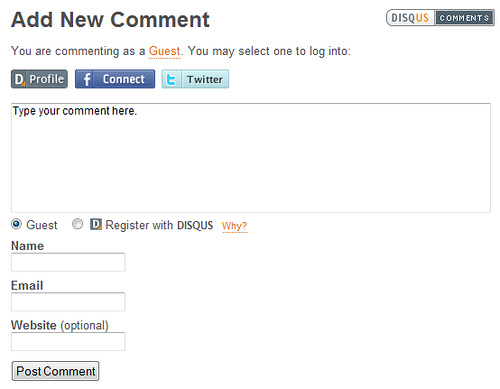 Add New Comment
DISQUS COMMENTS
You are commenting as a Guest. You may select one to log into:
D Profile f Connect t Twitter
Type your comment here.
Guest D Register with DISQUS Why?
Name
Email
Website (optional)
Post Comment